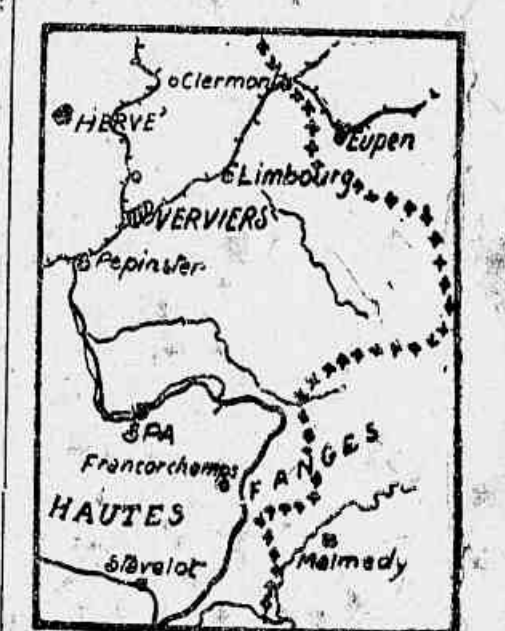 Clermont
HERVE
Eupen
Limbourg
VERVIERS
Pepinster
SPA
Francorchamps
HAUTES FANGES
Stavelot
Malmedy